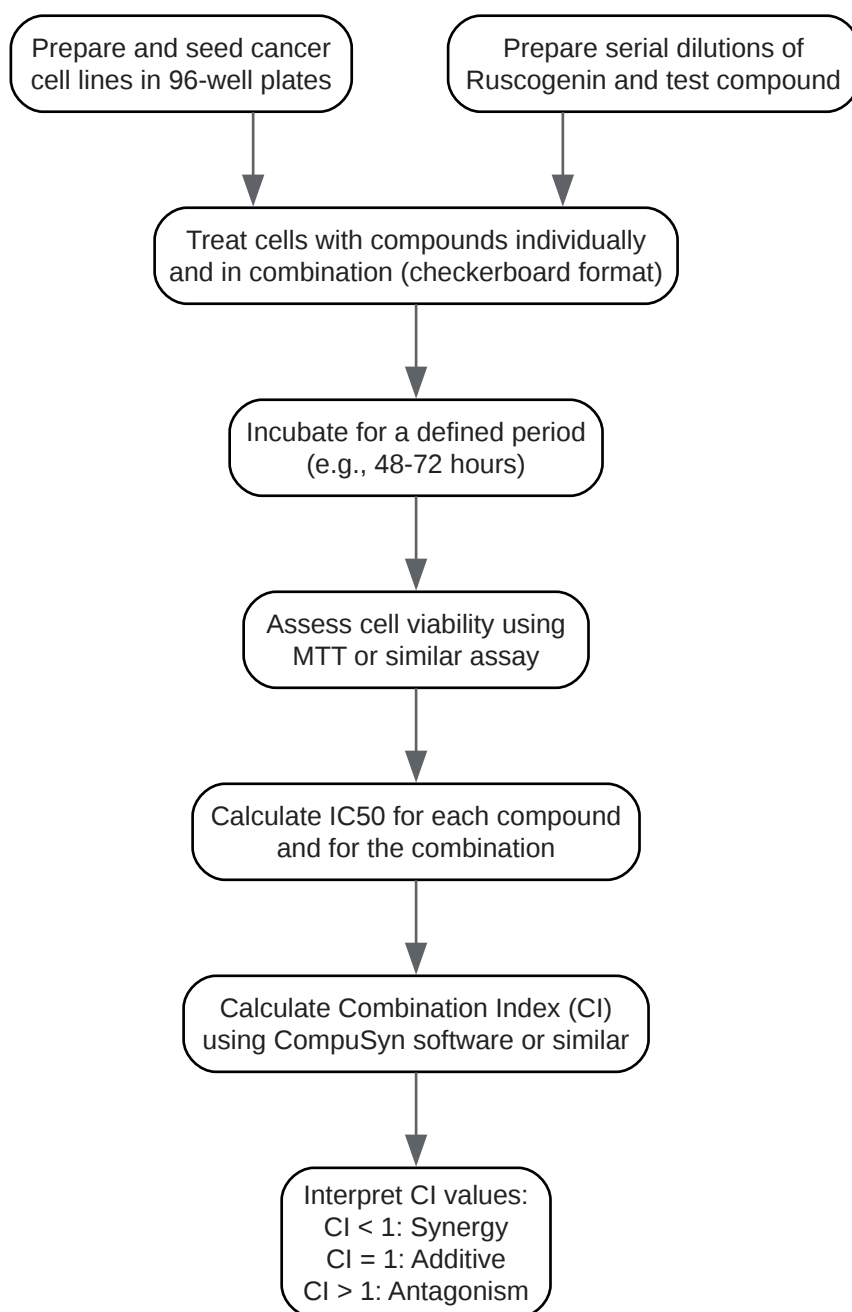 Prepare and seed cancer
cell lines in 96-well plates
Prepare serial dilutions of
Ruscogenin and test compound
Treat cells with compounds individually
and in combination (checkerboard format)
Incubate for a defined period
(e.g., 48-72 hours)
Assess cell viability using
MTT or similar assay
Calculate IC50 for each compound
and for the combination
Calculate Combination Index (CI)
using CompuSyn software or similar
Interpret CI values:
CI < 1: Synergy
CI = 1: Additive
CI > 1: Antagonism